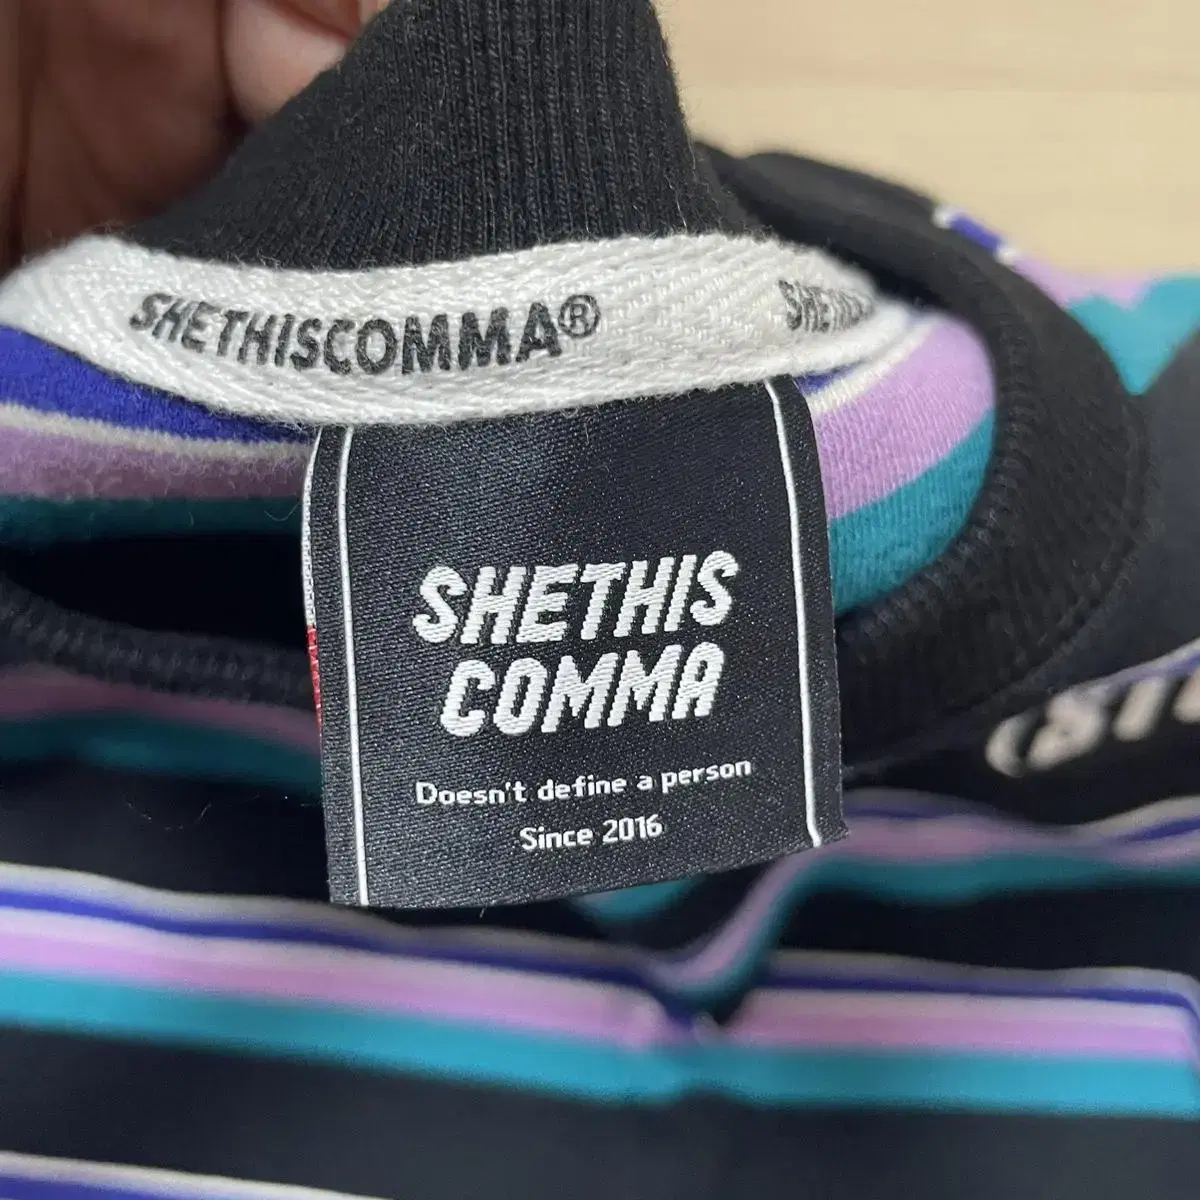 SHETHISCOMMA®
SHETHIS
COMMA
Doesn't define a person
Since 2016